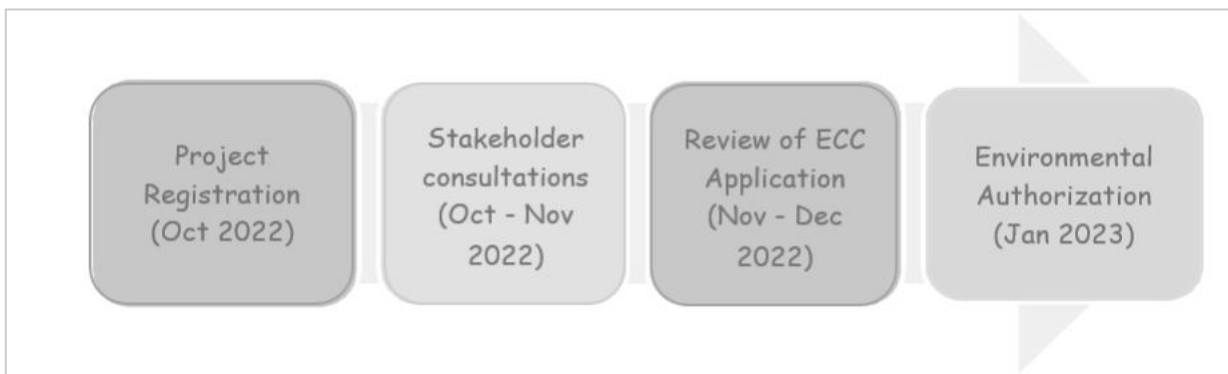 Project
Registration
(Oct 2022)
Stakeholder
consultations
(Oct - Nov
2022)
Review of ECC
Application
(Nov - Dec
2022)
Environmental
Authorization
(Jan 2023)